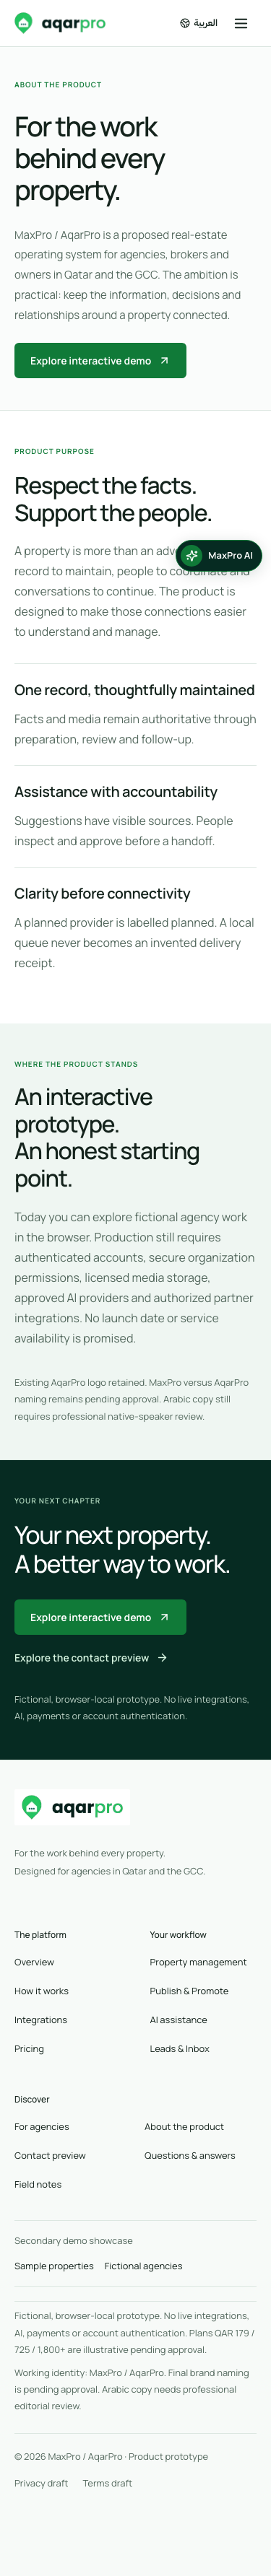 aqarpro
العربية
ABOUT THE PRODUCT
For the work
behind every
property.
MaxPro / AqarPro is a proposed real-estate
operating system for agencies, brokers and
owners in Qatar and the GCC. The ambition is
practical: keep the information, decisions and
relationships around a property connected.
Explore interactive demo
PRODUCT PURPOSE
Respect the facts.
Support the people.
A property is more than an
MaxPro AI
record to maintain, people to coordinate and
conversations to continue. The product is
designed to make those connections easier
to understand and manage.
One record, thoughtfully maintained
Facts and media remain authoritative through
preparation, review and follow-up.
Assistance with accountability
Suggestions have visible sources. People
inspect and approve before a handoff.
Clarity before connectivity
A planned provider is labelled planned. A local
queue never becomes an invented delivery
receipt.
WHERE THE PRODUCT STANDS
An interactive
prototype.
An honest starting
point.
Today you can explore fictional agency work
in the browser. Production still requires
authenticated accounts, secure organization
permissions, licensed media storage,
approved AI providers and authorized partner
integrations. No launch date or service
availability is promised.
Existing AqarPro logo retained. MaxPro versus AqarPro
naming remains pending approval. Arabic copy still
requires professional native-speaker review.
YOUR NEXT CHAPTER
Your next property.
A better way to work.
Explore interactive demo
Explore the contact preview
Fictional, browser-local prototype. No live integrations,
AI, payments or account authentication.
aqarpro
For the work behind every property.
Designed for agencies in Qatar and the GCC.
The platform
Overview
How it works
Integrations
Pricing
Your workflow
Property management
Publish & Promote
AI assistance
Leads & Inbox
Discover
For agencies
About the product
Contact preview
Questions & answers
Field notes
Secondary demo showcase
Sample properties Fictional agencies
Fictional, browser-local prototype. No live integrations,
AI, payments or account authentication. Plans QAR 179 /
725 / 1,800+ are illustrative pending approval.
Working identity: MaxPro / AqarPro. Final brand naming
is pending approval. Arabic copy needs professional
editorial review.
© 2026 MaxPro / AqarPro · Product prototype
Privacy draft Terms draft